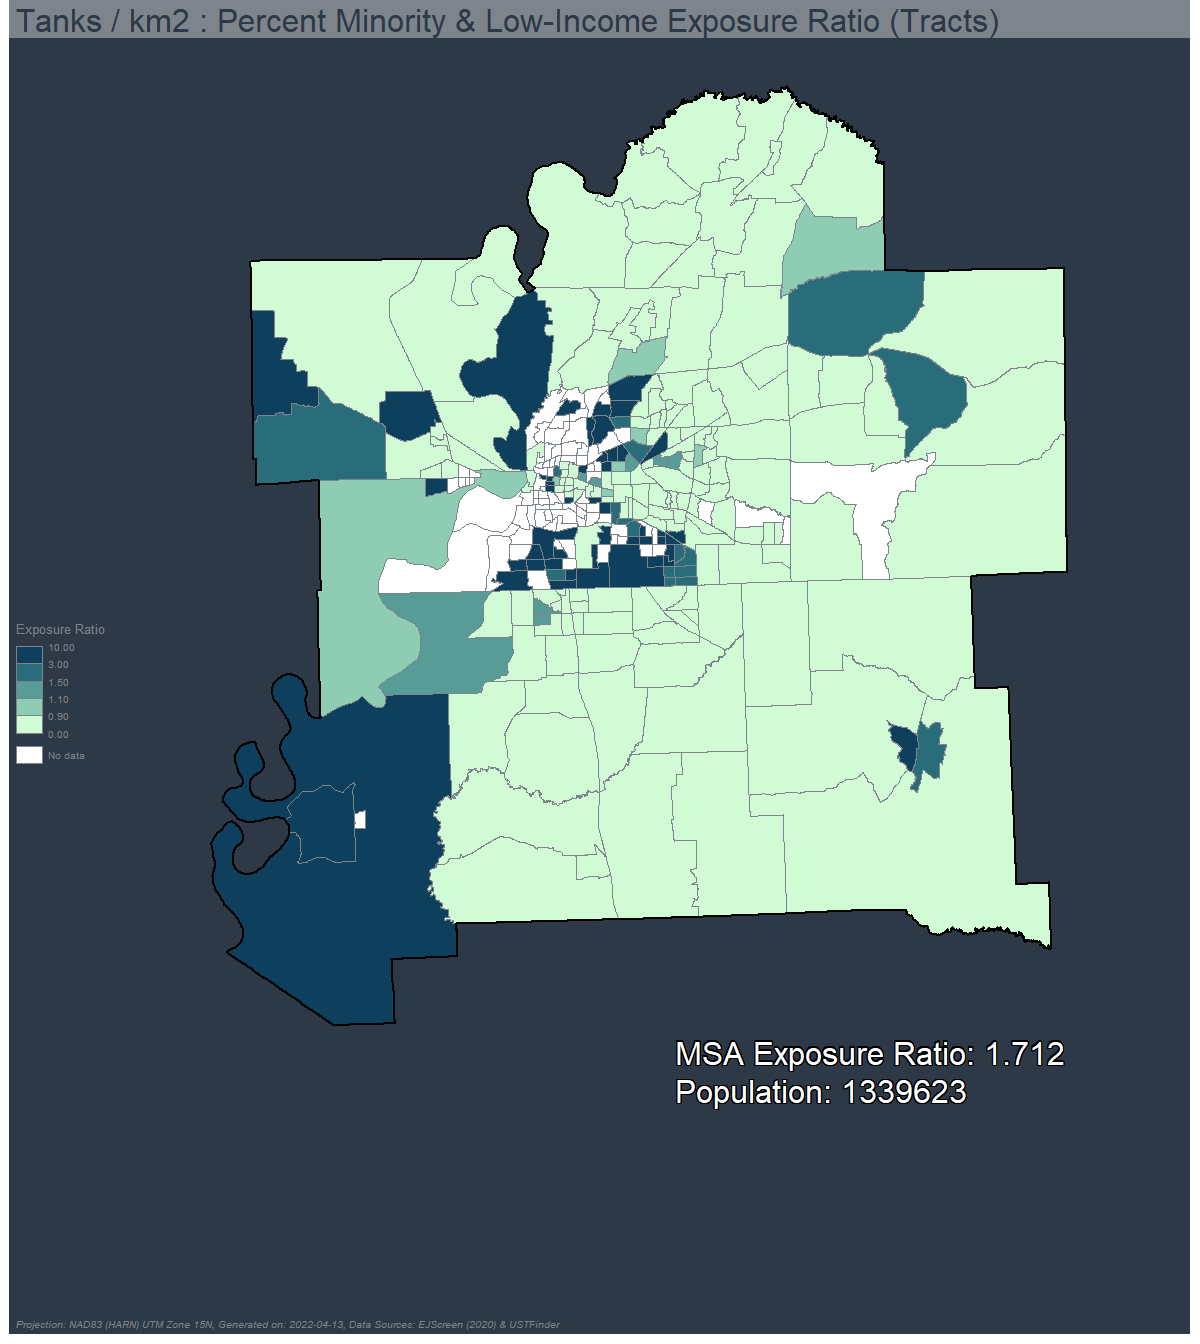 Tanks / km2 : Percent Minority & Low-Income Exposure Ratio (Tracts)
Exposure Ratio
10.00
3.00
1.50
1.10
0.90
0.00
No data
MSA Exposure Ratio: 1.712
Population: 1339623
Projection: NAD83 (HARN) UTM Zone 15N, Generated on: 2022-04-13, Data Sources: EJScreen (2020) & USTFinder